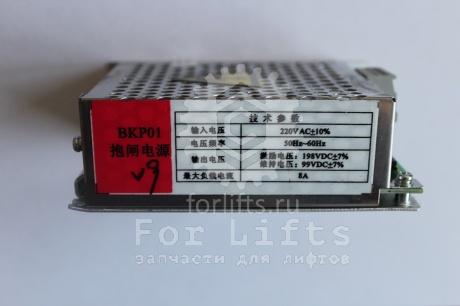 BKP01
抱闸电源
v9
技术参数
输入电压 220VAC±10%
电压频率 50Hz~60Hz
输出电压 激励电压:198VDC±7%
维持电压:99VDC±7%
最大负载电流 8A
forlifts.ru
For Lifts
запчасти для лифтов